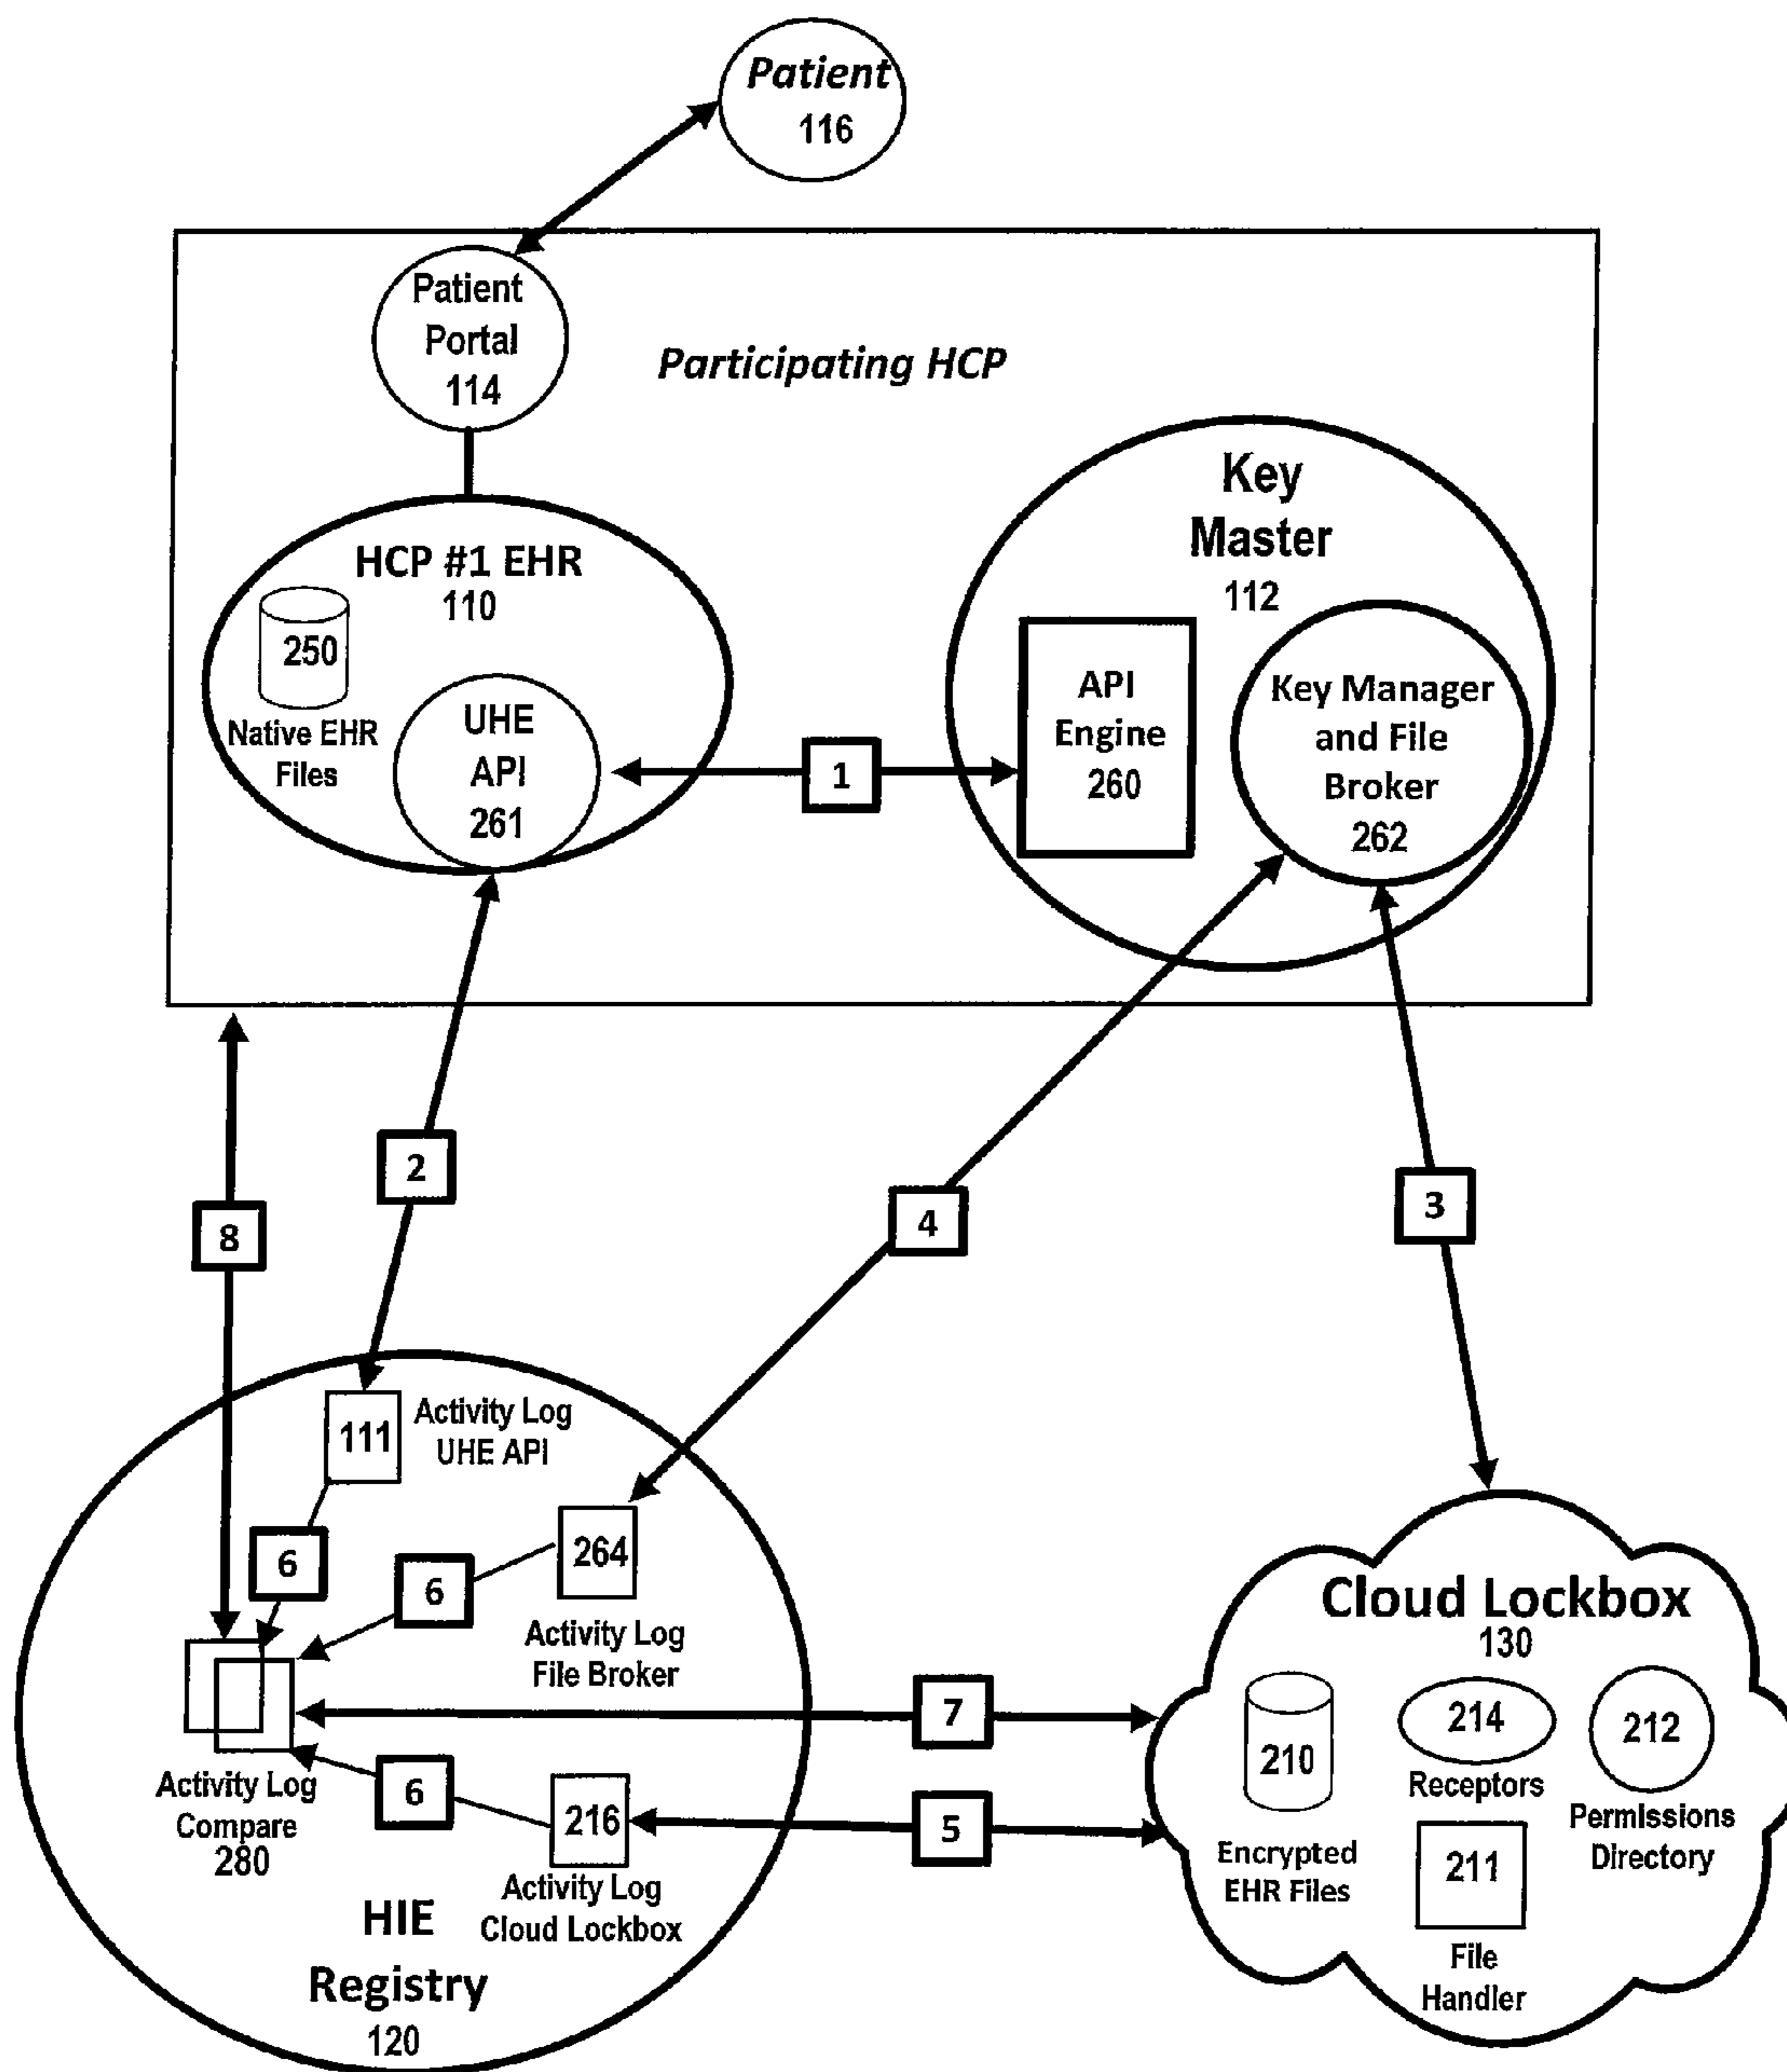 Patient
116
Patient
Portal
114
Participating HCP
HCP #1 EHR
110
250
Native EHR
Files
UHE
API
261
1
Key
Master
112
API
Engine
260
Key Manager
and File
Broker
262
2
8
4
3
111
Activity Log
UHE API
6
264
6
Activity Log
File Broker
Activity Log
Compare
280
7
6
216
5
Activity Log
Cloud Lockbox
HIE
Registry
120
Cloud Lockbox
130
210
Encrypted
EHR Files
214
Receptors
212
Permissions
Directory
211
File
Handler